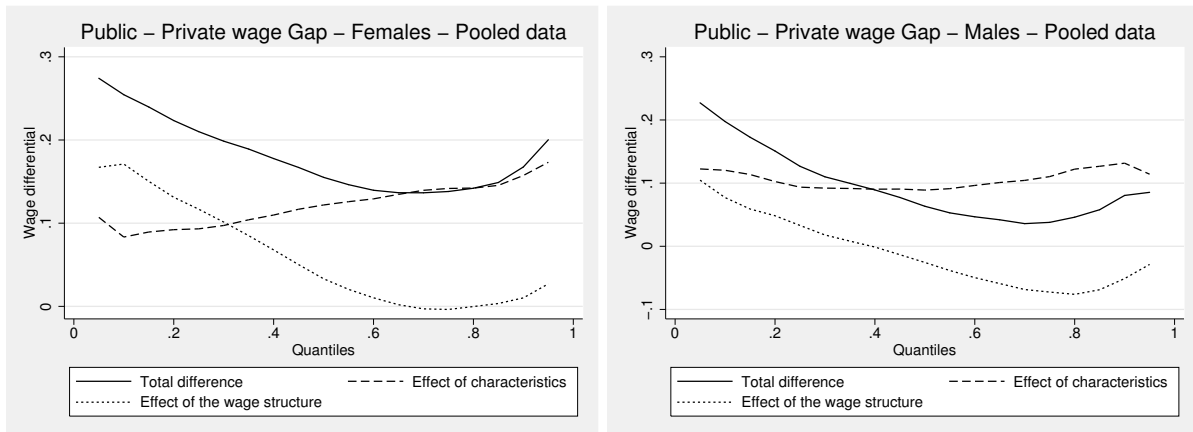 Public − Private wage Gap − Females − Pooled data
Wage differential
.3
.2
.1
0
0 .2 .4 .6 .8 1
Quantiles
Total difference Effect of characteristics
Effect of the wage structure
Public − Private wage Gap − Males − Pooled data
Wage differential
.3
.2
.1
0
−.1
0 .2 .4 .6 .8 1
Quantiles
Total difference Effect of characteristics
Effect of the wage structure